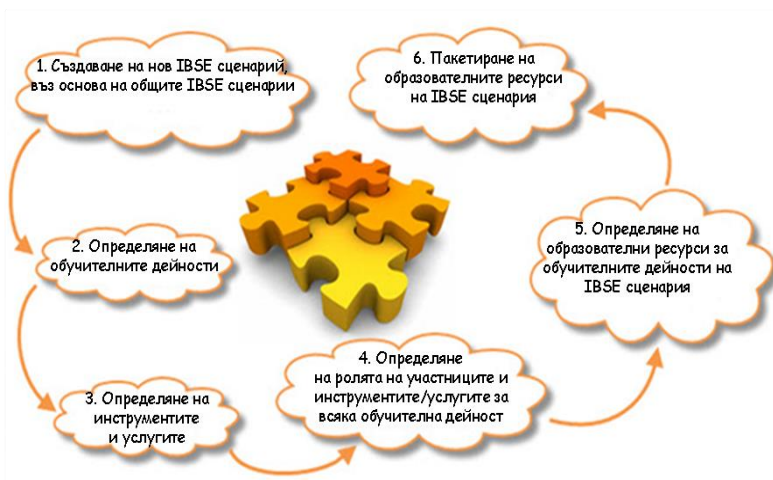 1. Създаване на нов IBSE сценарий,
въз основа на общите IBSE сценарии
2. Определяне на
обучителните дейности
3. Определяне на
инструментите
и услугите
4. Определяне
на ролята на участниците и
инструментите/услугите за
всяка обучителна дейност
5. Определяне на
образователни ресурси за
обучителните дейности на
IBSE сценария
6. Пакетиране на
образователните ресурси
на IBSE сценария